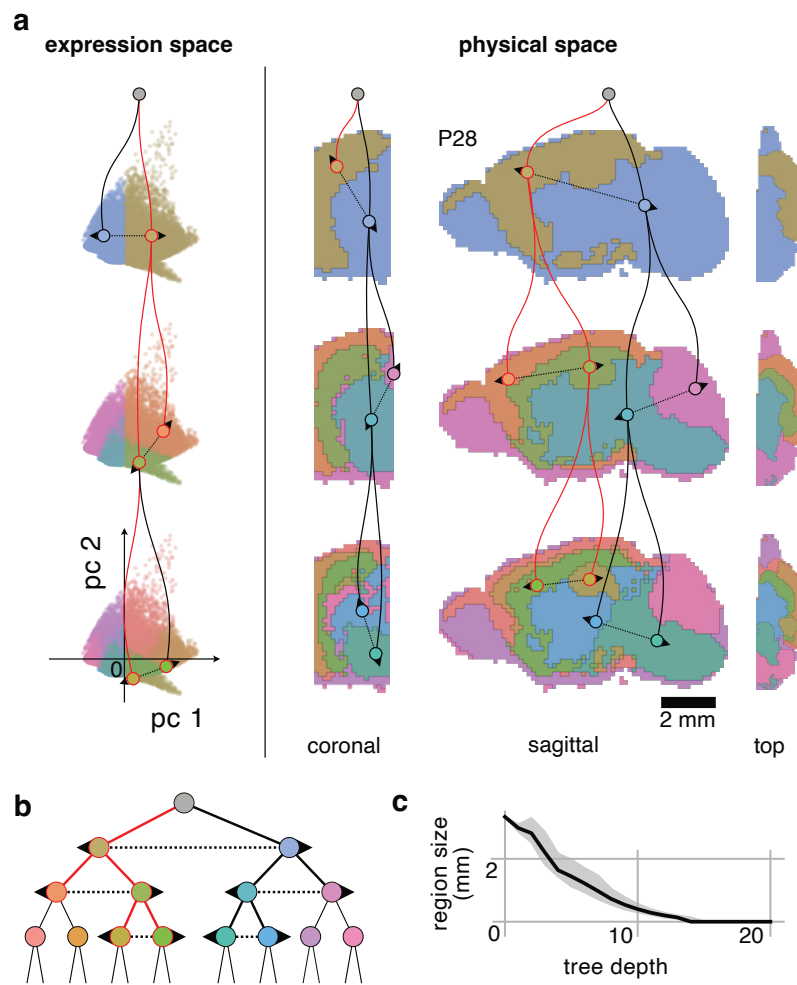 a
expression space
physical space
P28
pc 2
0
pc 1
2 mm
coronal
sagittal
top
b
c
region size
(mm)
2
0
10
20
tree depth